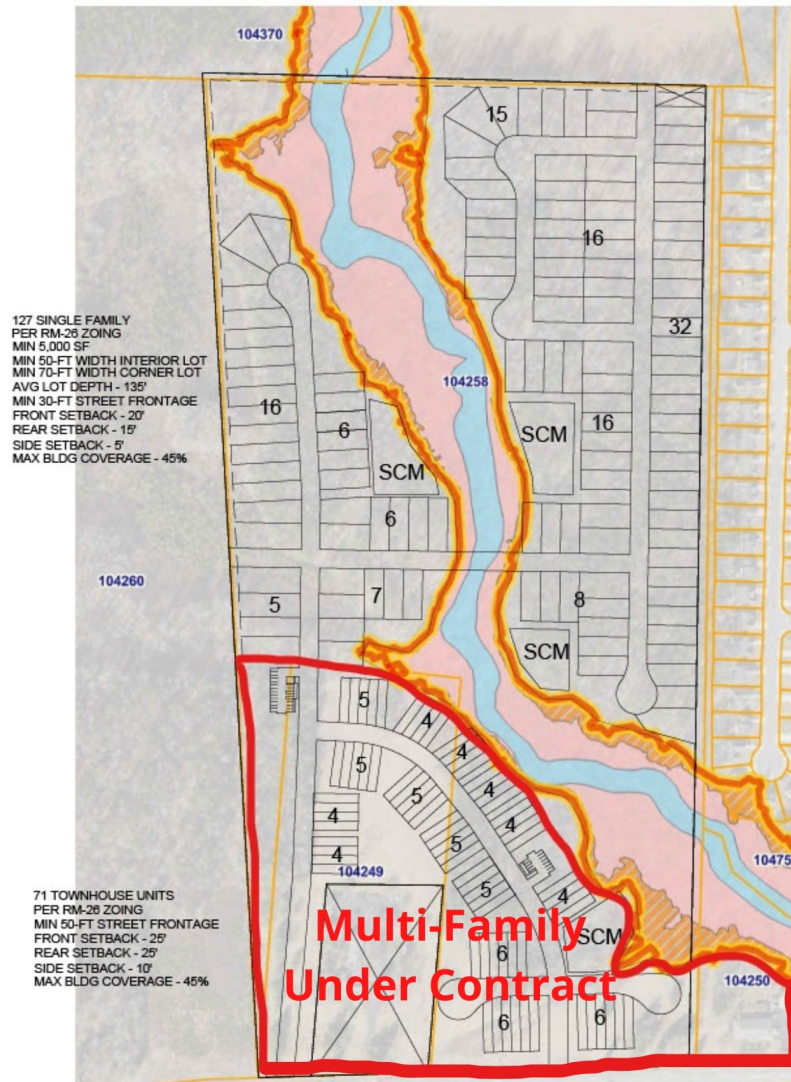 104370
15
16
127 SINGLE FAMILY
PER RM-26 ZOING
MIN 5,000 SF
MIN 50-FT WIDTH INTERIOR LOT
MIN 70-FT WIDTH CORNER LOT
AVG LOT DEPTH - 135'
MIN 30-FT STREET FRONTAGE
FRONT SETBACK - 20'
REAR SETBACK - 15'
SIDE SETBACK - 5'
MAX BLDG COVERAGE - 45%
32
104258
16
6
16
SCM
SCM
6
104260
5
7
8
SCM
5
4
4
5
4
5
4
4
5
4
104249
5
4
71 TOWNHOUSE UNITS
PER RM-26 ZOING
MIN 50-FT STREET FRONTAGE
FRONT SETBACK - 25'
REAR SETBACK - 25'
SIDE SETBACK - 10'
MAX BLDG COVERAGE - 45%
10475
Multi-Family
Under Contract
SCM
6
104250
6
6